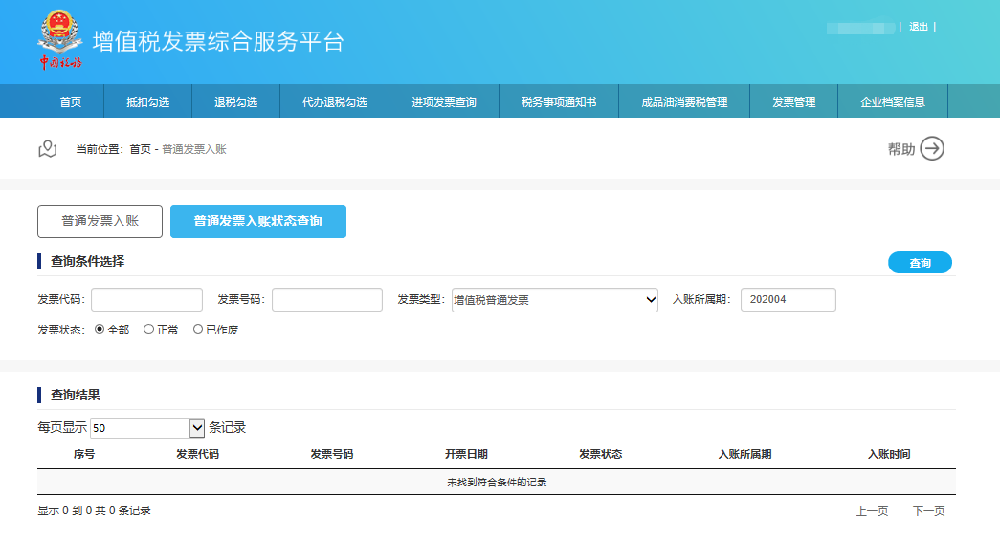 中国税务
增值税发票综合服务平台
| 退出 |
首页 抵扣勾选 退税勾选 代办退税勾选 进项发票查询 税务事项通知书 成品油消费税管理 发票管理 企业档案信息
当前位置: 首页 - 普通发票入账
帮助
普通发票入账 普通发票入账状态查询
查询条件选择
查询
发票代码: 发票号码: 发票类型: 增值税普通发票 入账所属期: 202004
发票状态: 全部 正常 已作废
查询结果
每页显示 50 条记录
序号 发票代码 发票号码 开票日期 发票状态 入账所属期 入账时间
未找到符合条件的记录
显示 0 到 0 共 0 条记录
上一页 下一页